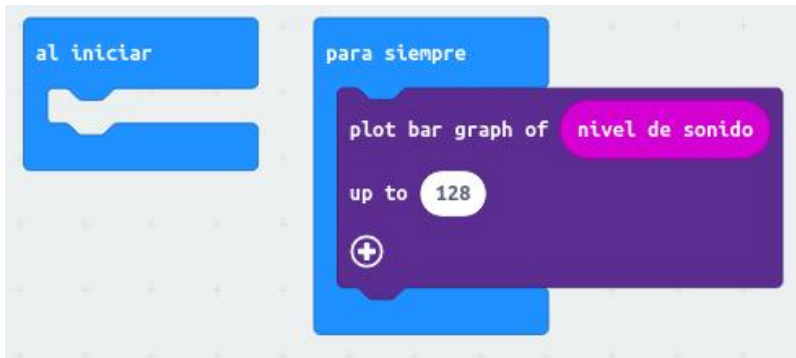 al iniciar
para siempre
plot bar graph of nivel de sonido
up to 128